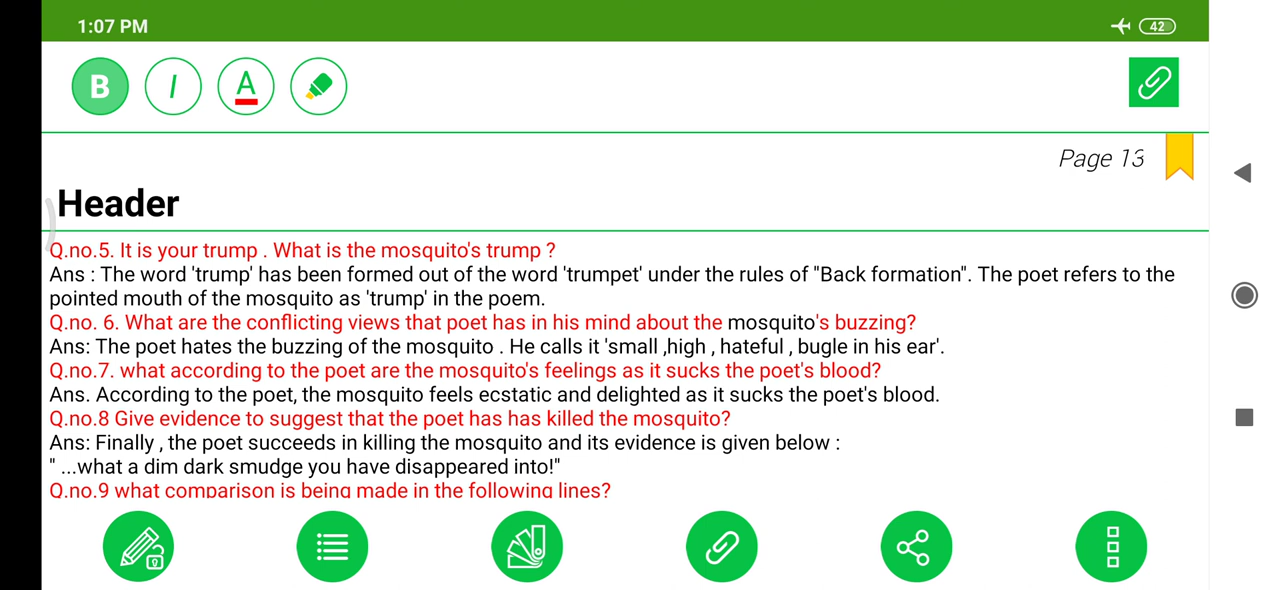 1:07 PM
42
B
I
A
Page 13
Header
Q.no.5. It is your trump . What is the mosquito's trump ?
Ans : The word 'trump' has been formed out of the word 'trumpet' under the rules of "Back formation". The poet refers to the
pointed mouth of the mosquito as 'trump' in the poem.
Q.no. 6. What are the conflicting views that poet has in his mind about the mosquito's buzzing?
Ans: The poet hates the buzzing of the mosquito . He calls it 'small ,high , hateful , bugle in his ear'.
Q.no.7. what according to the poet are the mosquito's feelings as it sucks the poet's blood?
Ans. According to the poet, the mosquito feels ecstatic and delighted as it sucks the poet's blood.
Q.no.8 Give evidence to suggest that the poet has has killed the mosquito?
Ans: Finally , the poet succeeds in killing the mosquito and its evidence is given below :
" ...what a dim dark smudge you have disappeared into!"
Q.no.9 what comparison is being made in the following lines?